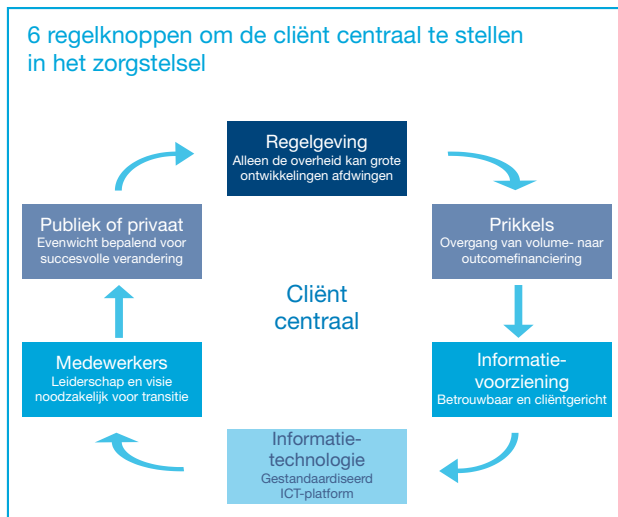 6 regelknoppen om de cliënt centraal te stellen
in het zorgstelsel
Regelgeving
Alleen de overheid kan grote
ontwikkelingen afdwingen
Prikkels
Overgang van volume- naar
outcomefinanciering
Informatie-
voorziening
Betrouwbaar en cliëntgericht
Informatie-
technologie
Gestandaardiseerd
ICT-platform
Medewerkers
Leiderschap en visie
noodzakelijk voor transitie
Publiek of privaat
Evenwicht bepalend voor
succesvolle verandering
Cliënt
centraal